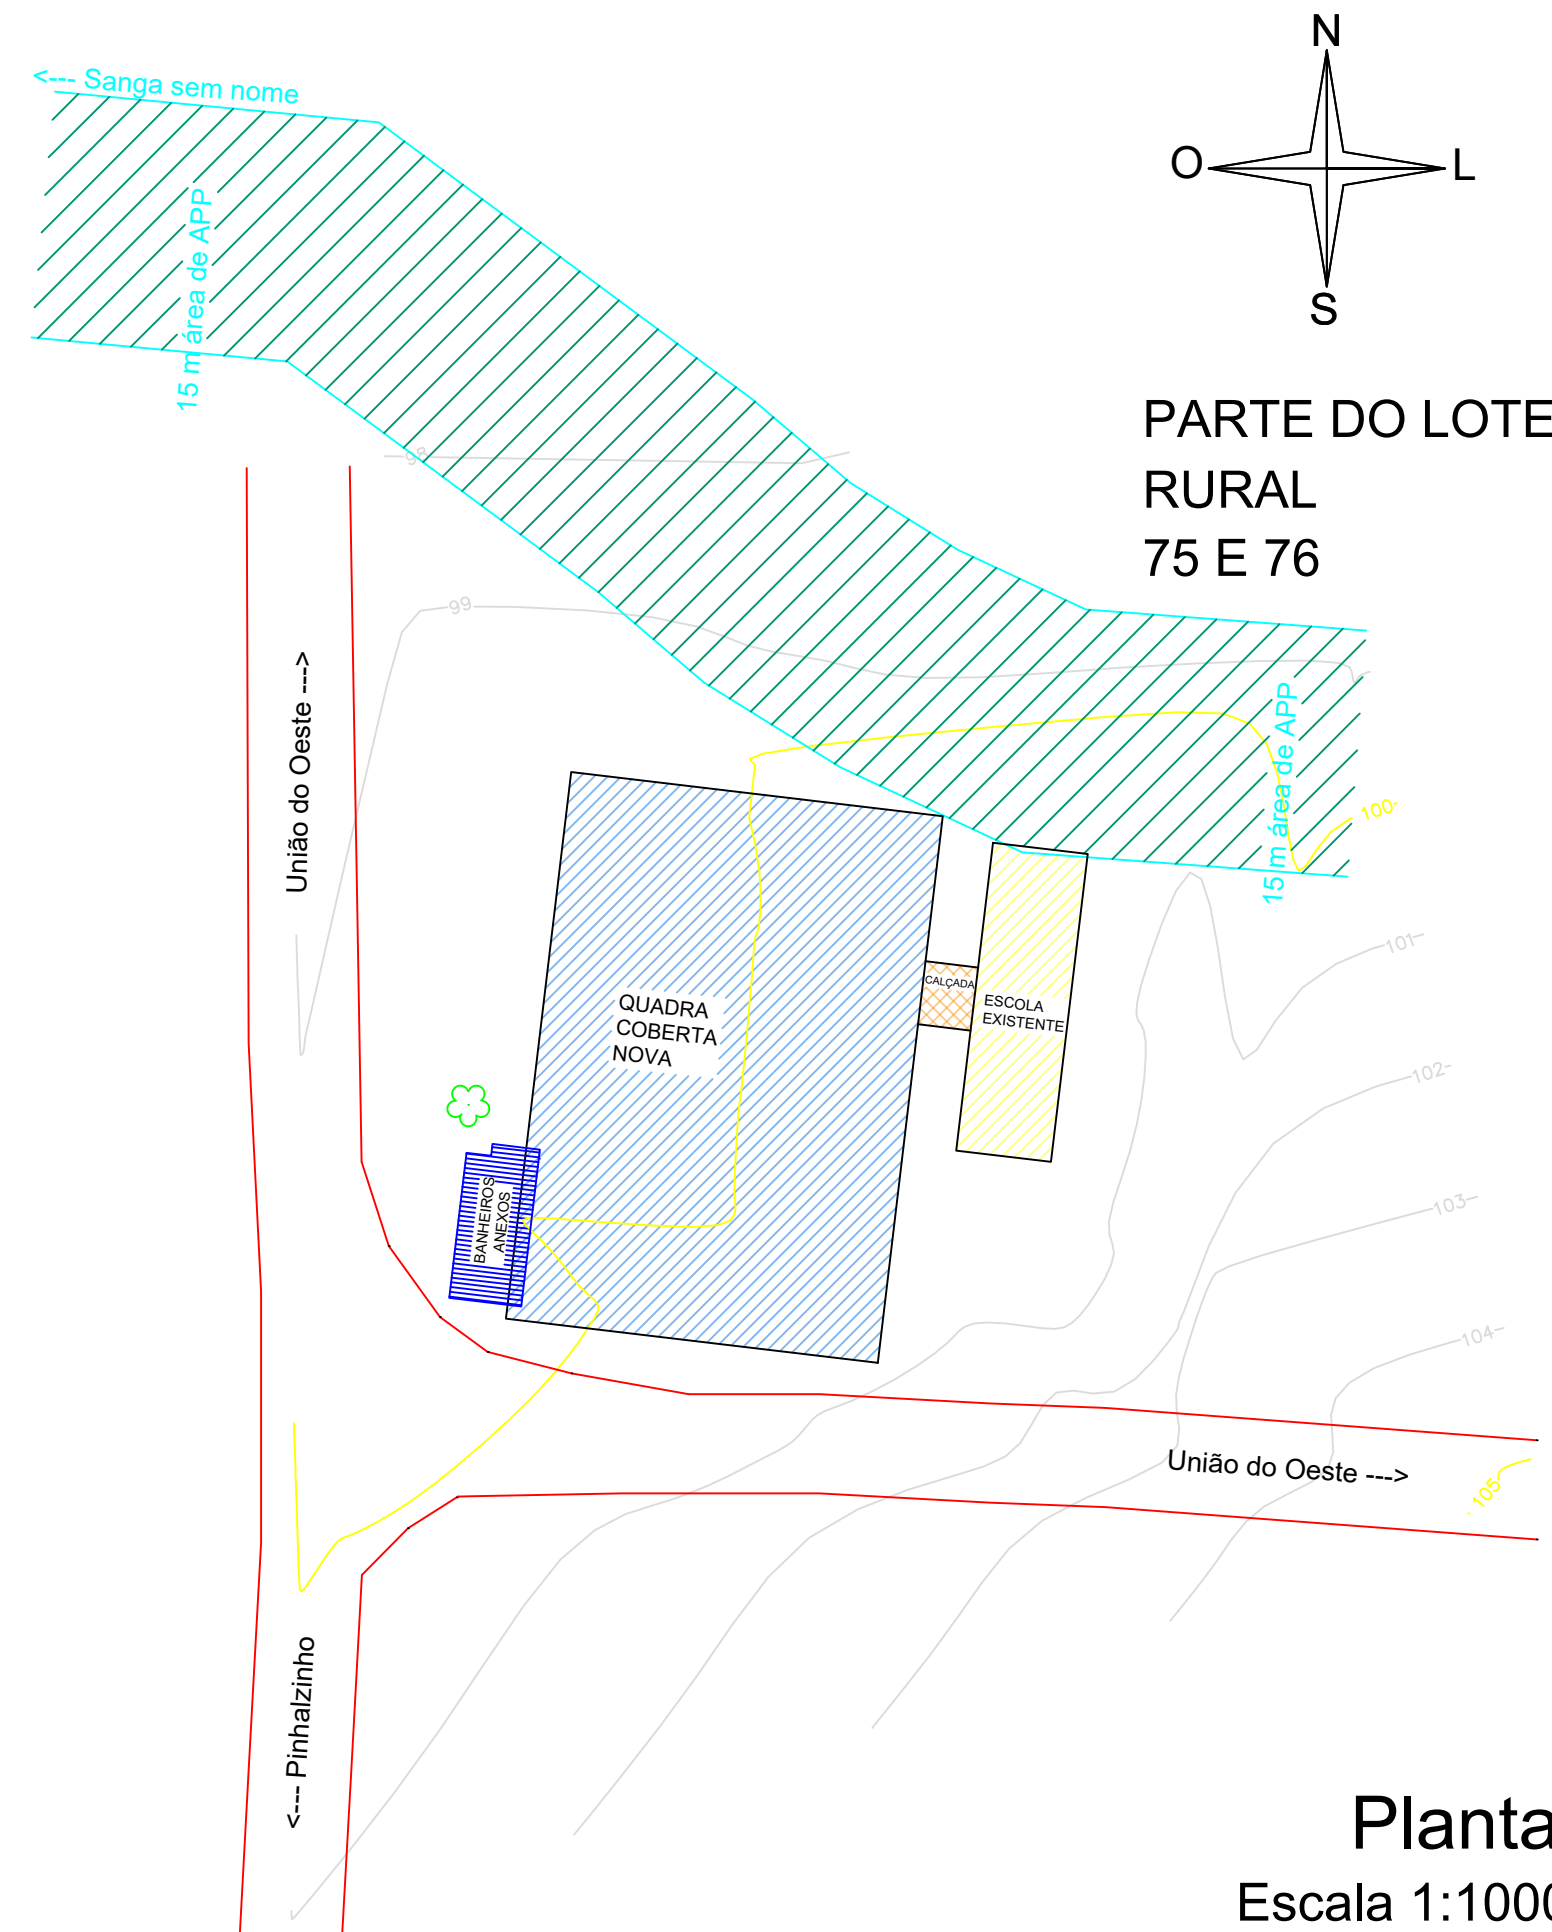 N
<--- Sanga sem nome
O
L
15 m área de APP
S
PARTE DO LOTE
RURAL
75 E 76
98
99
União do Oeste --->
15 m área de APP
100
101
CALÇADA
QUADRA
COBERTA
NOVA
ESCOLA
EXISTENTE
102
BANHEIROS
ANEXOS
103
104
União do Oeste --->
105
<--- Pinhalzinho
Planta
Escala 1:1000